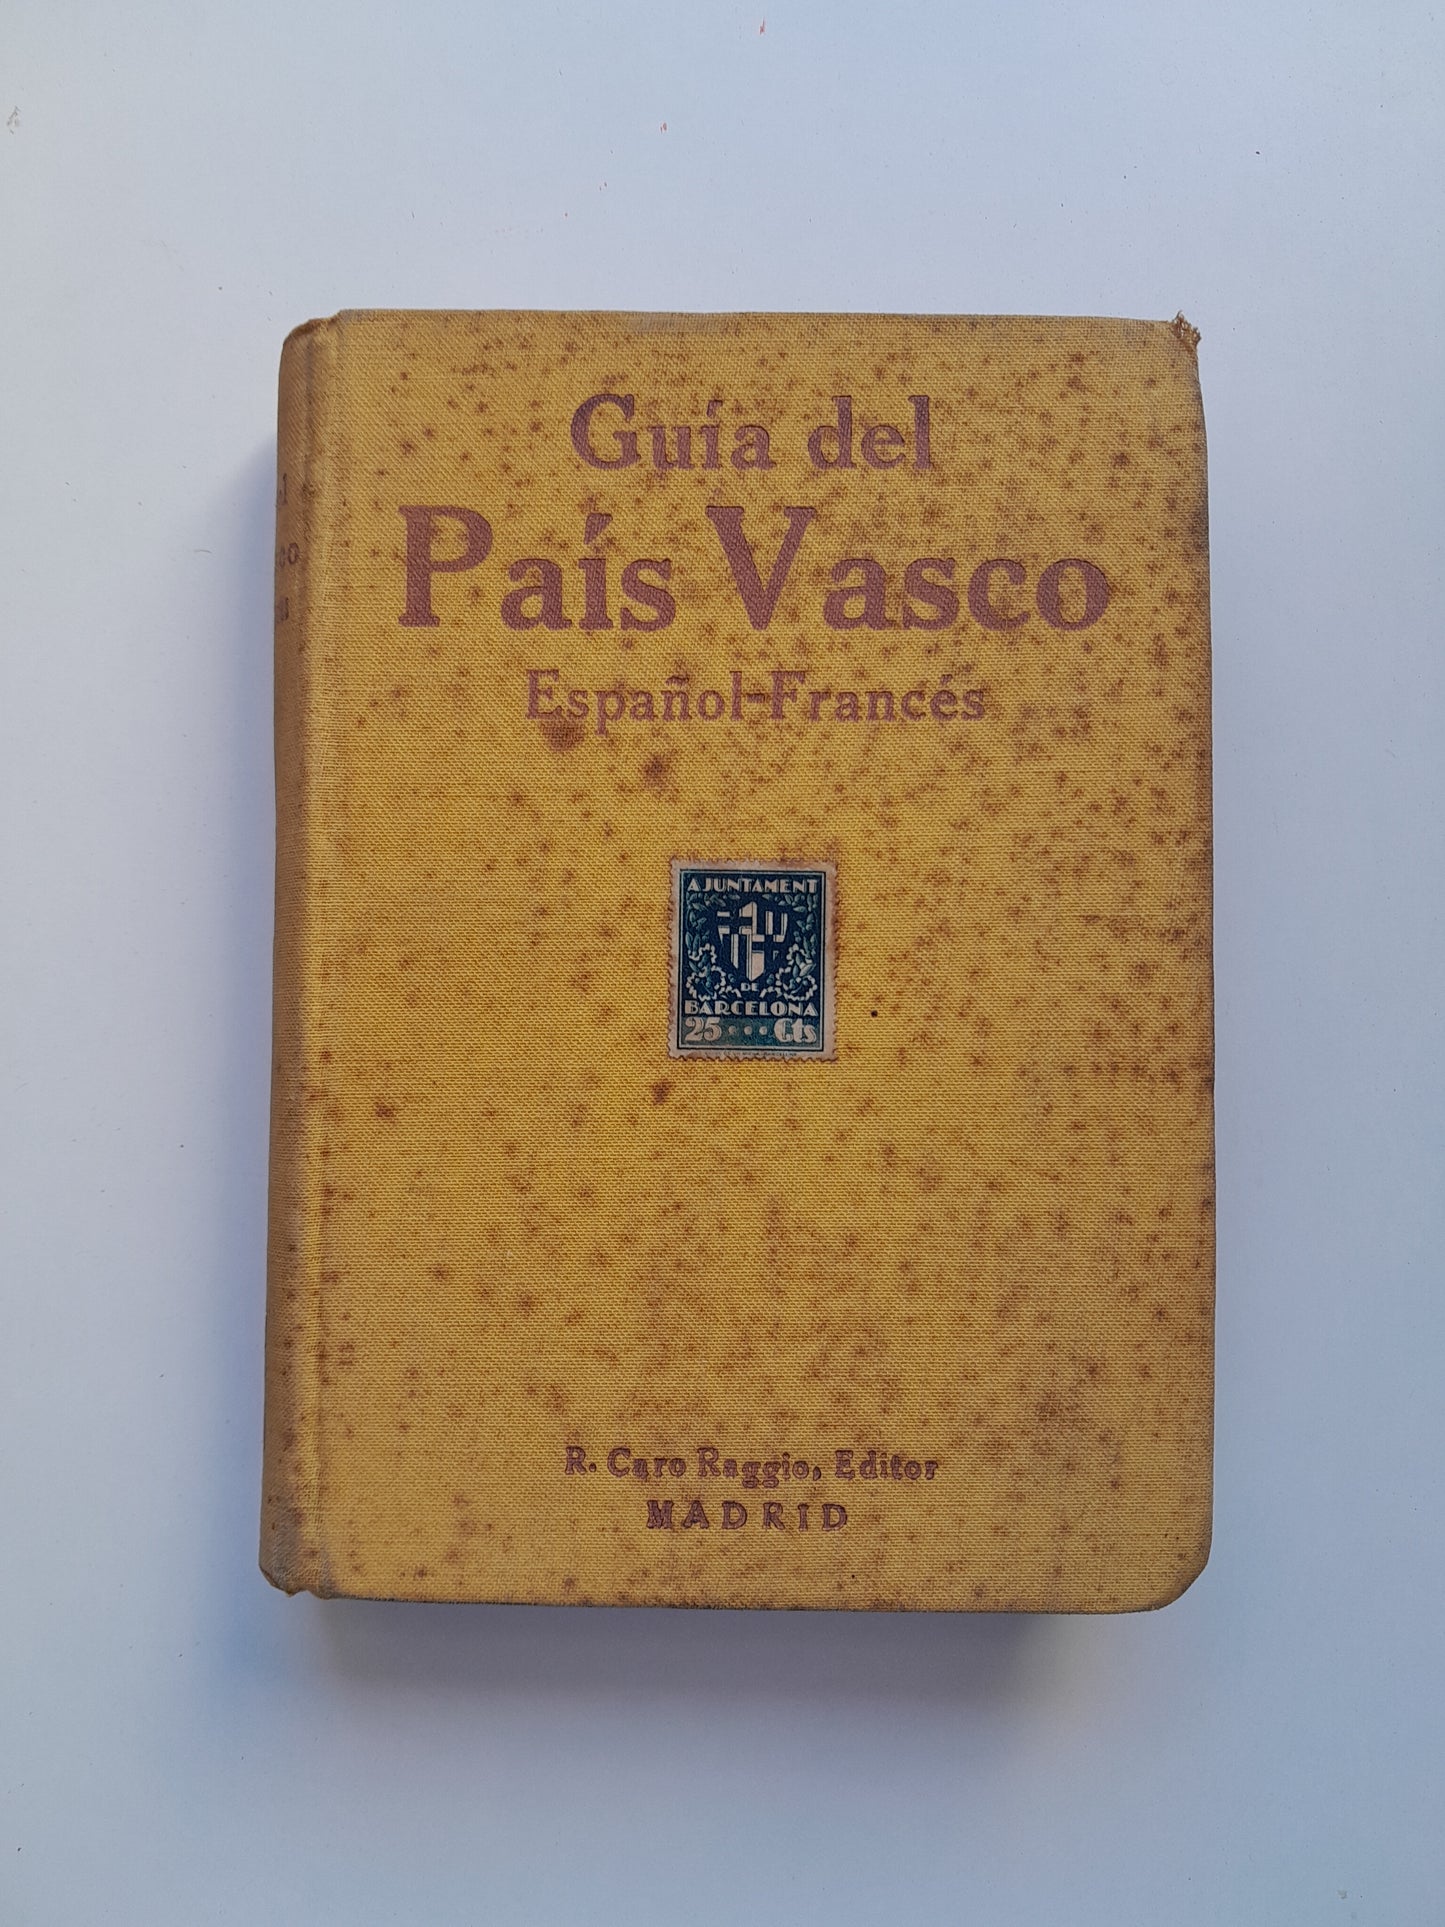 Guía del
País Vasco
Español-Francés
AJUNTAMENT
DE
BARCELONA
25 Cts
R. Caro Raggio, Editor
MADRID